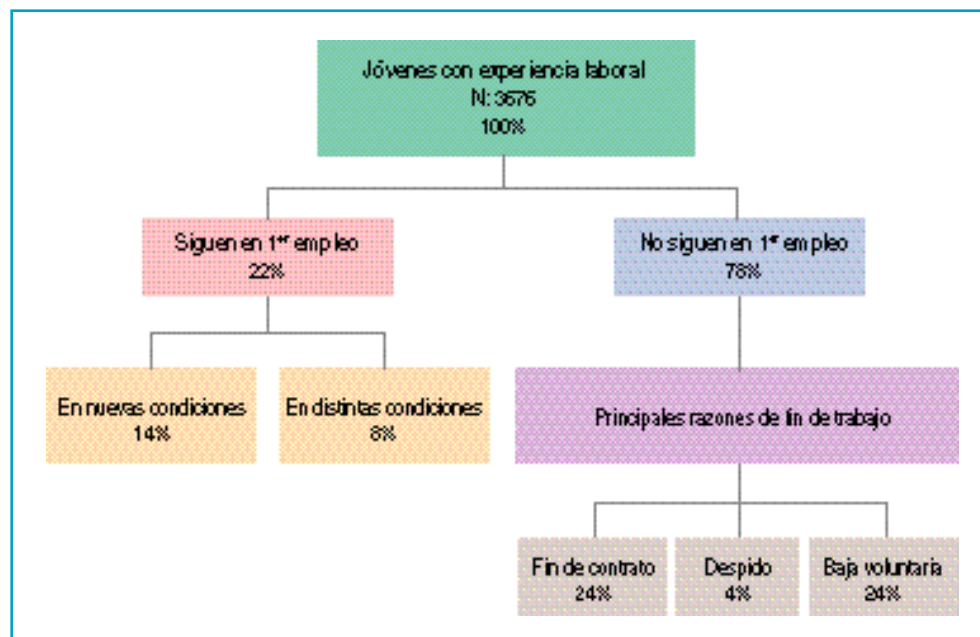 Jóvenes con experiencia laboral
N: 3676
100%
Siguen en 1er empleo
22%
No siguen en 1er empleo
78%
En nuevas condiciones
14%
En distintas condiciones
8%
Principales razones de fin de trabajo
Fin de contrato
24%
Despido
4%
Baja voluntaria
24%